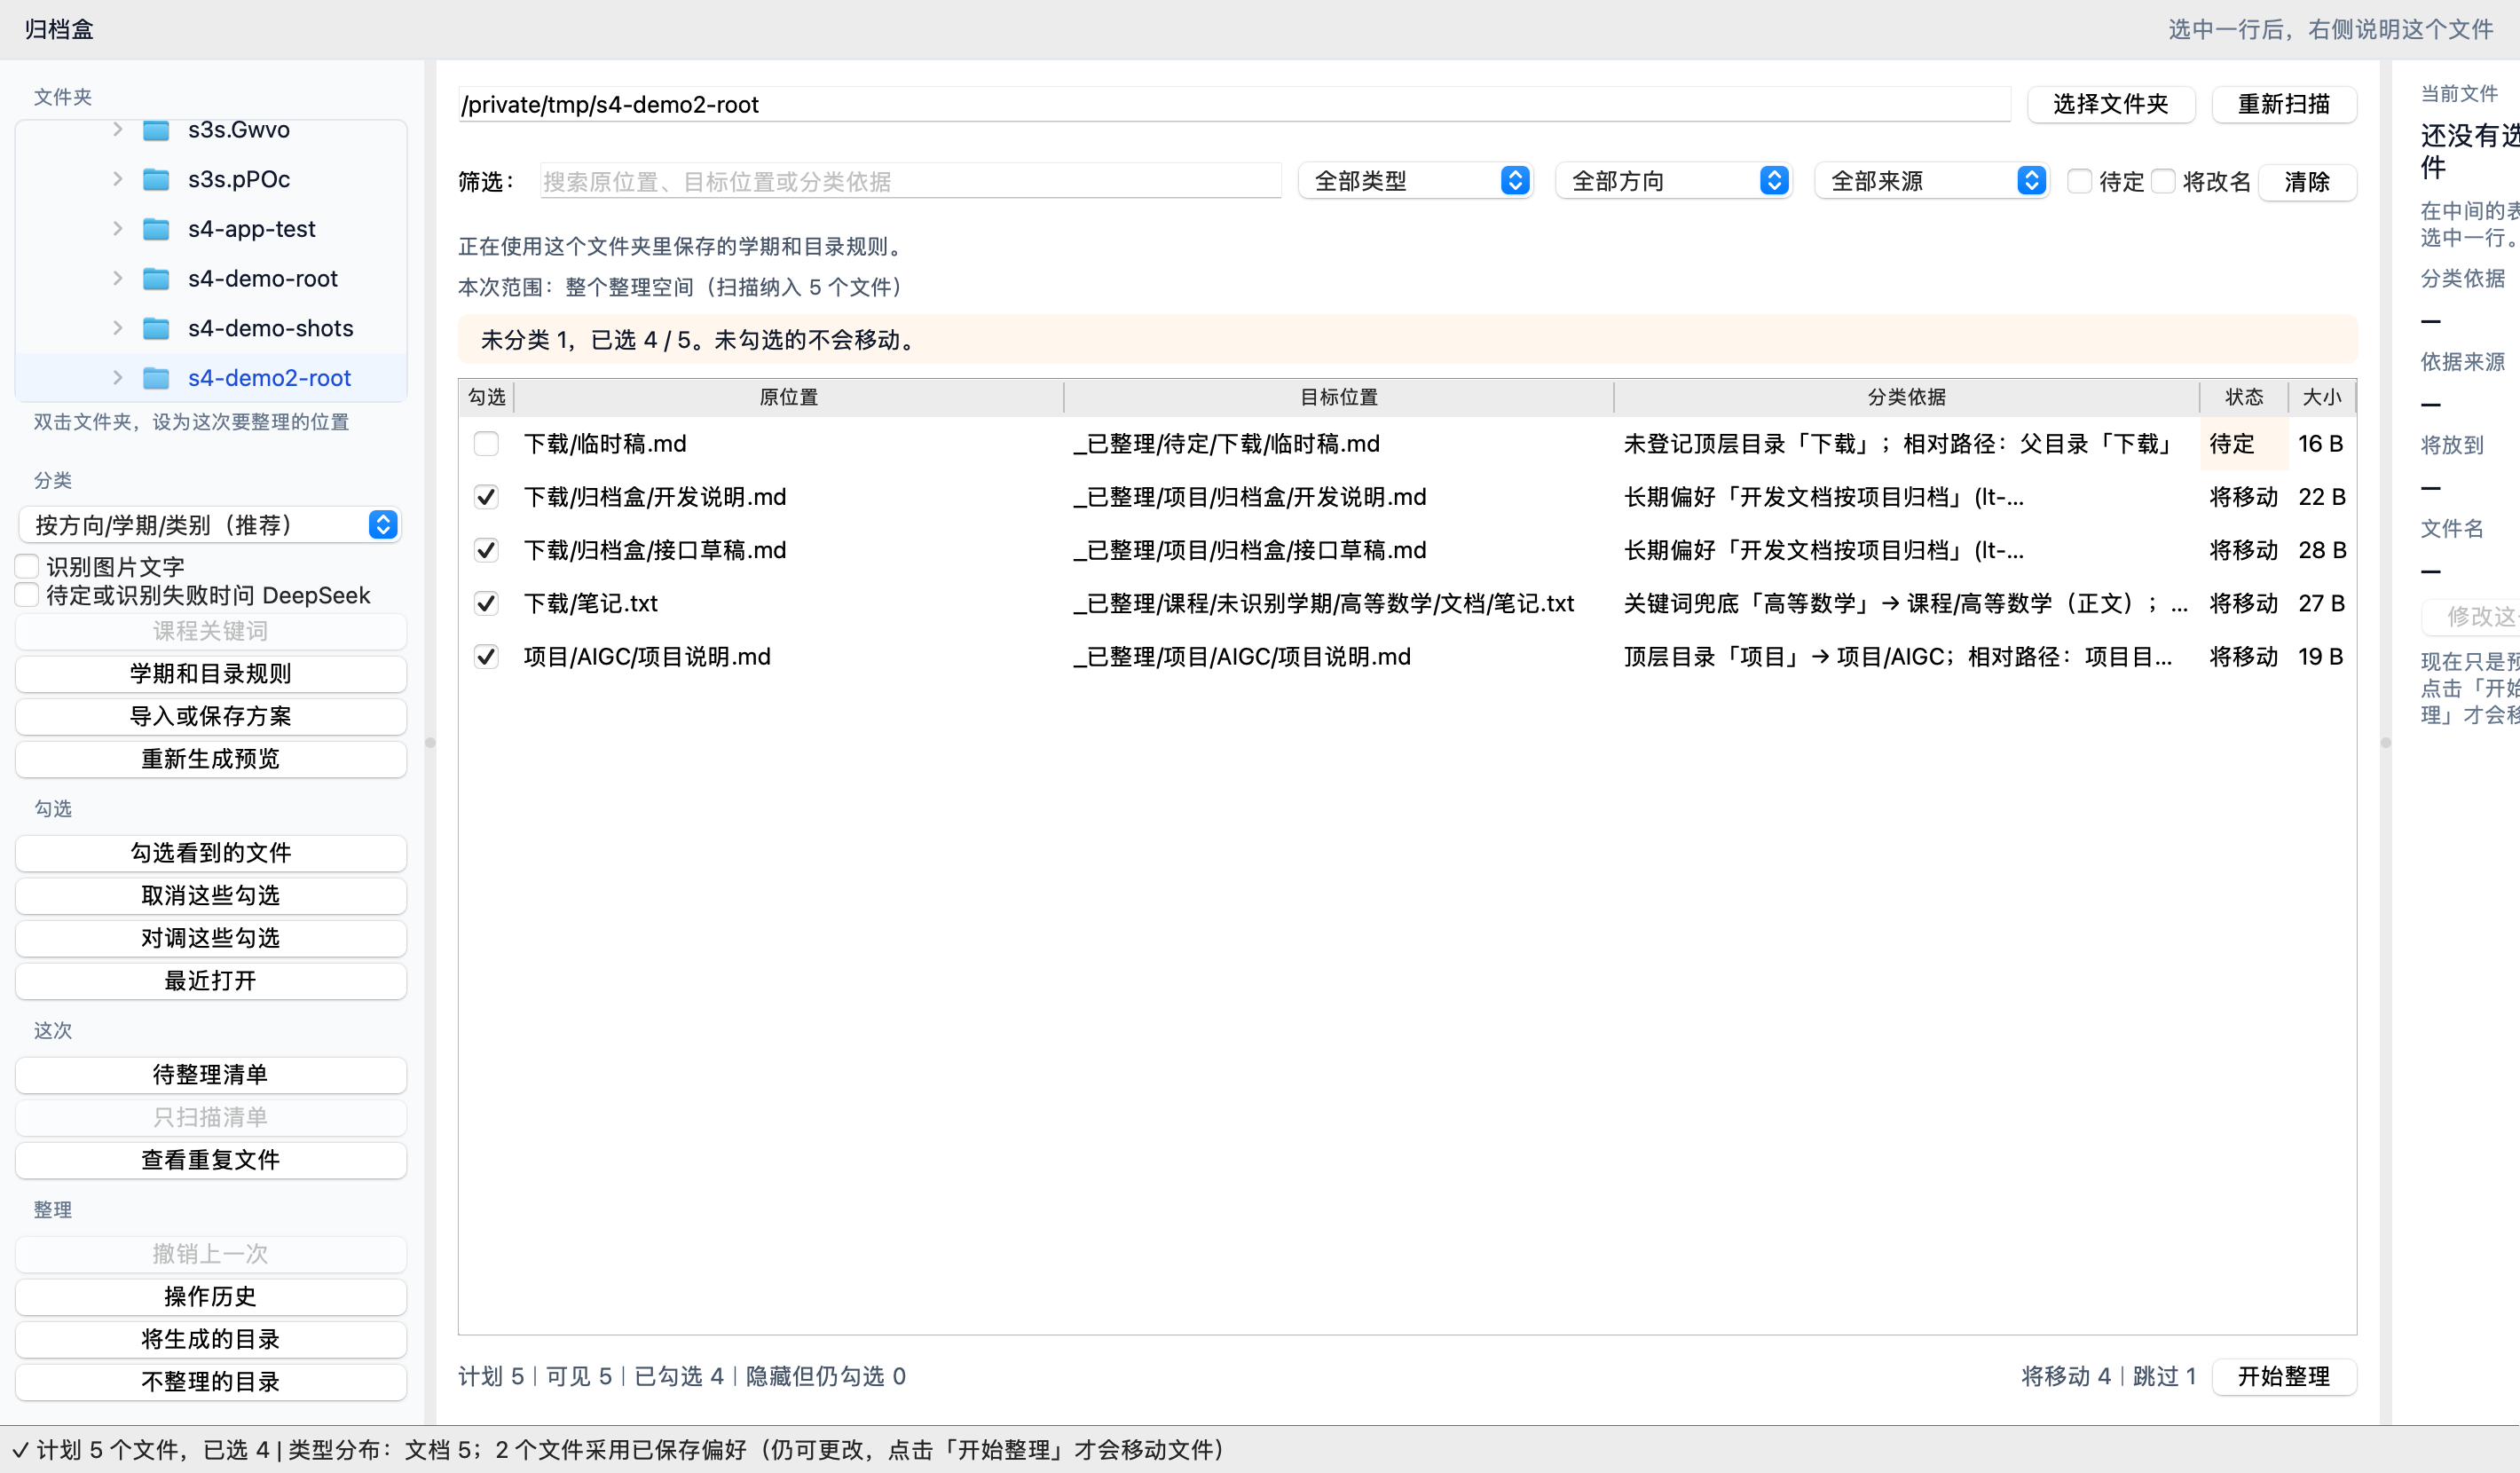 归档盒
选中一行后，右侧说明这个文件
文件夹
s3s.Gwvo
s3s.pPOc
s4-app-test
s4-demo-root
s4-demo-shots
s4-demo2-root
双击文件夹，设为这次要整理的位置
分类
按方向/学期/类别（推荐）
识别图片文字
待定或识别失败时问 DeepSeek
课程关键词
学期和目录规则
导入或保存方案
重新生成预览
勾选
勾选看到的文件
取消这些勾选
对调这些勾选
最近打开
这次
待整理清单
只扫描清单
查看重复文件
整理
撤销上一次
操作历史
将生成的目录
不整理的目录
/private/tmp/s4-demo2-root
选择文件夹
重新扫描
筛选：
搜索原位置、目标位置或分类依据
全部类型
全部方向
全部来源
待定
将改名
清除
正在使用这个文件夹里保存的学期和目录规则。
本次范围：整个整理空间（扫描纳入 5 个文件）
未分类 1，已选 4 / 5。未勾选的不会移动。
勾选 原位置 目标位置 分类依据 状态 大小
下载/临时稿.md _已整理/待定/下载/临时稿.md 未登记顶层目录「下载」；相对路径：父目录「下载」 待定 16 B
下载/归档盒/开发说明.md _已整理/项目/归档盒/开发说明.md 长期偏好「开发文档按项目归档」(lt-... 将移动 22 B
下载/归档盒/接口草稿.md _已整理/项目/归档盒/接口草稿.md 长期偏好「开发文档按项目归档」(lt-... 将移动 28 B
下载/笔记.txt _已整理/课程/未识别学期/高等数学/文档/笔记.txt 关键词兜底「高等数学」→ 课程/高等数学（正文）；... 将移动 27 B
项目/AIGC/项目说明.md _已整理/项目/AIGC/项目说明.md 顶层目录「项目」→ 项目/AIGC；相对路径：项目目... 将移动 19 B
计划 5 | 可见 5 | 已勾选 4 | 隐藏但仍勾选 0
将移动 4 | 跳过 1
开始整理
当前文件
还没有选
件
在中间的表
选中一行。
分类依据
—
依据来源
—
将放到
—
文件名
—
修改这
现在只是预
点击「开始
理」才会移
✓ 计划 5 个文件，已选 4 | 类型分布：文档 5；2 个文件采用已保存偏好（仍可更改，点击「开始整理」才会移动文件）